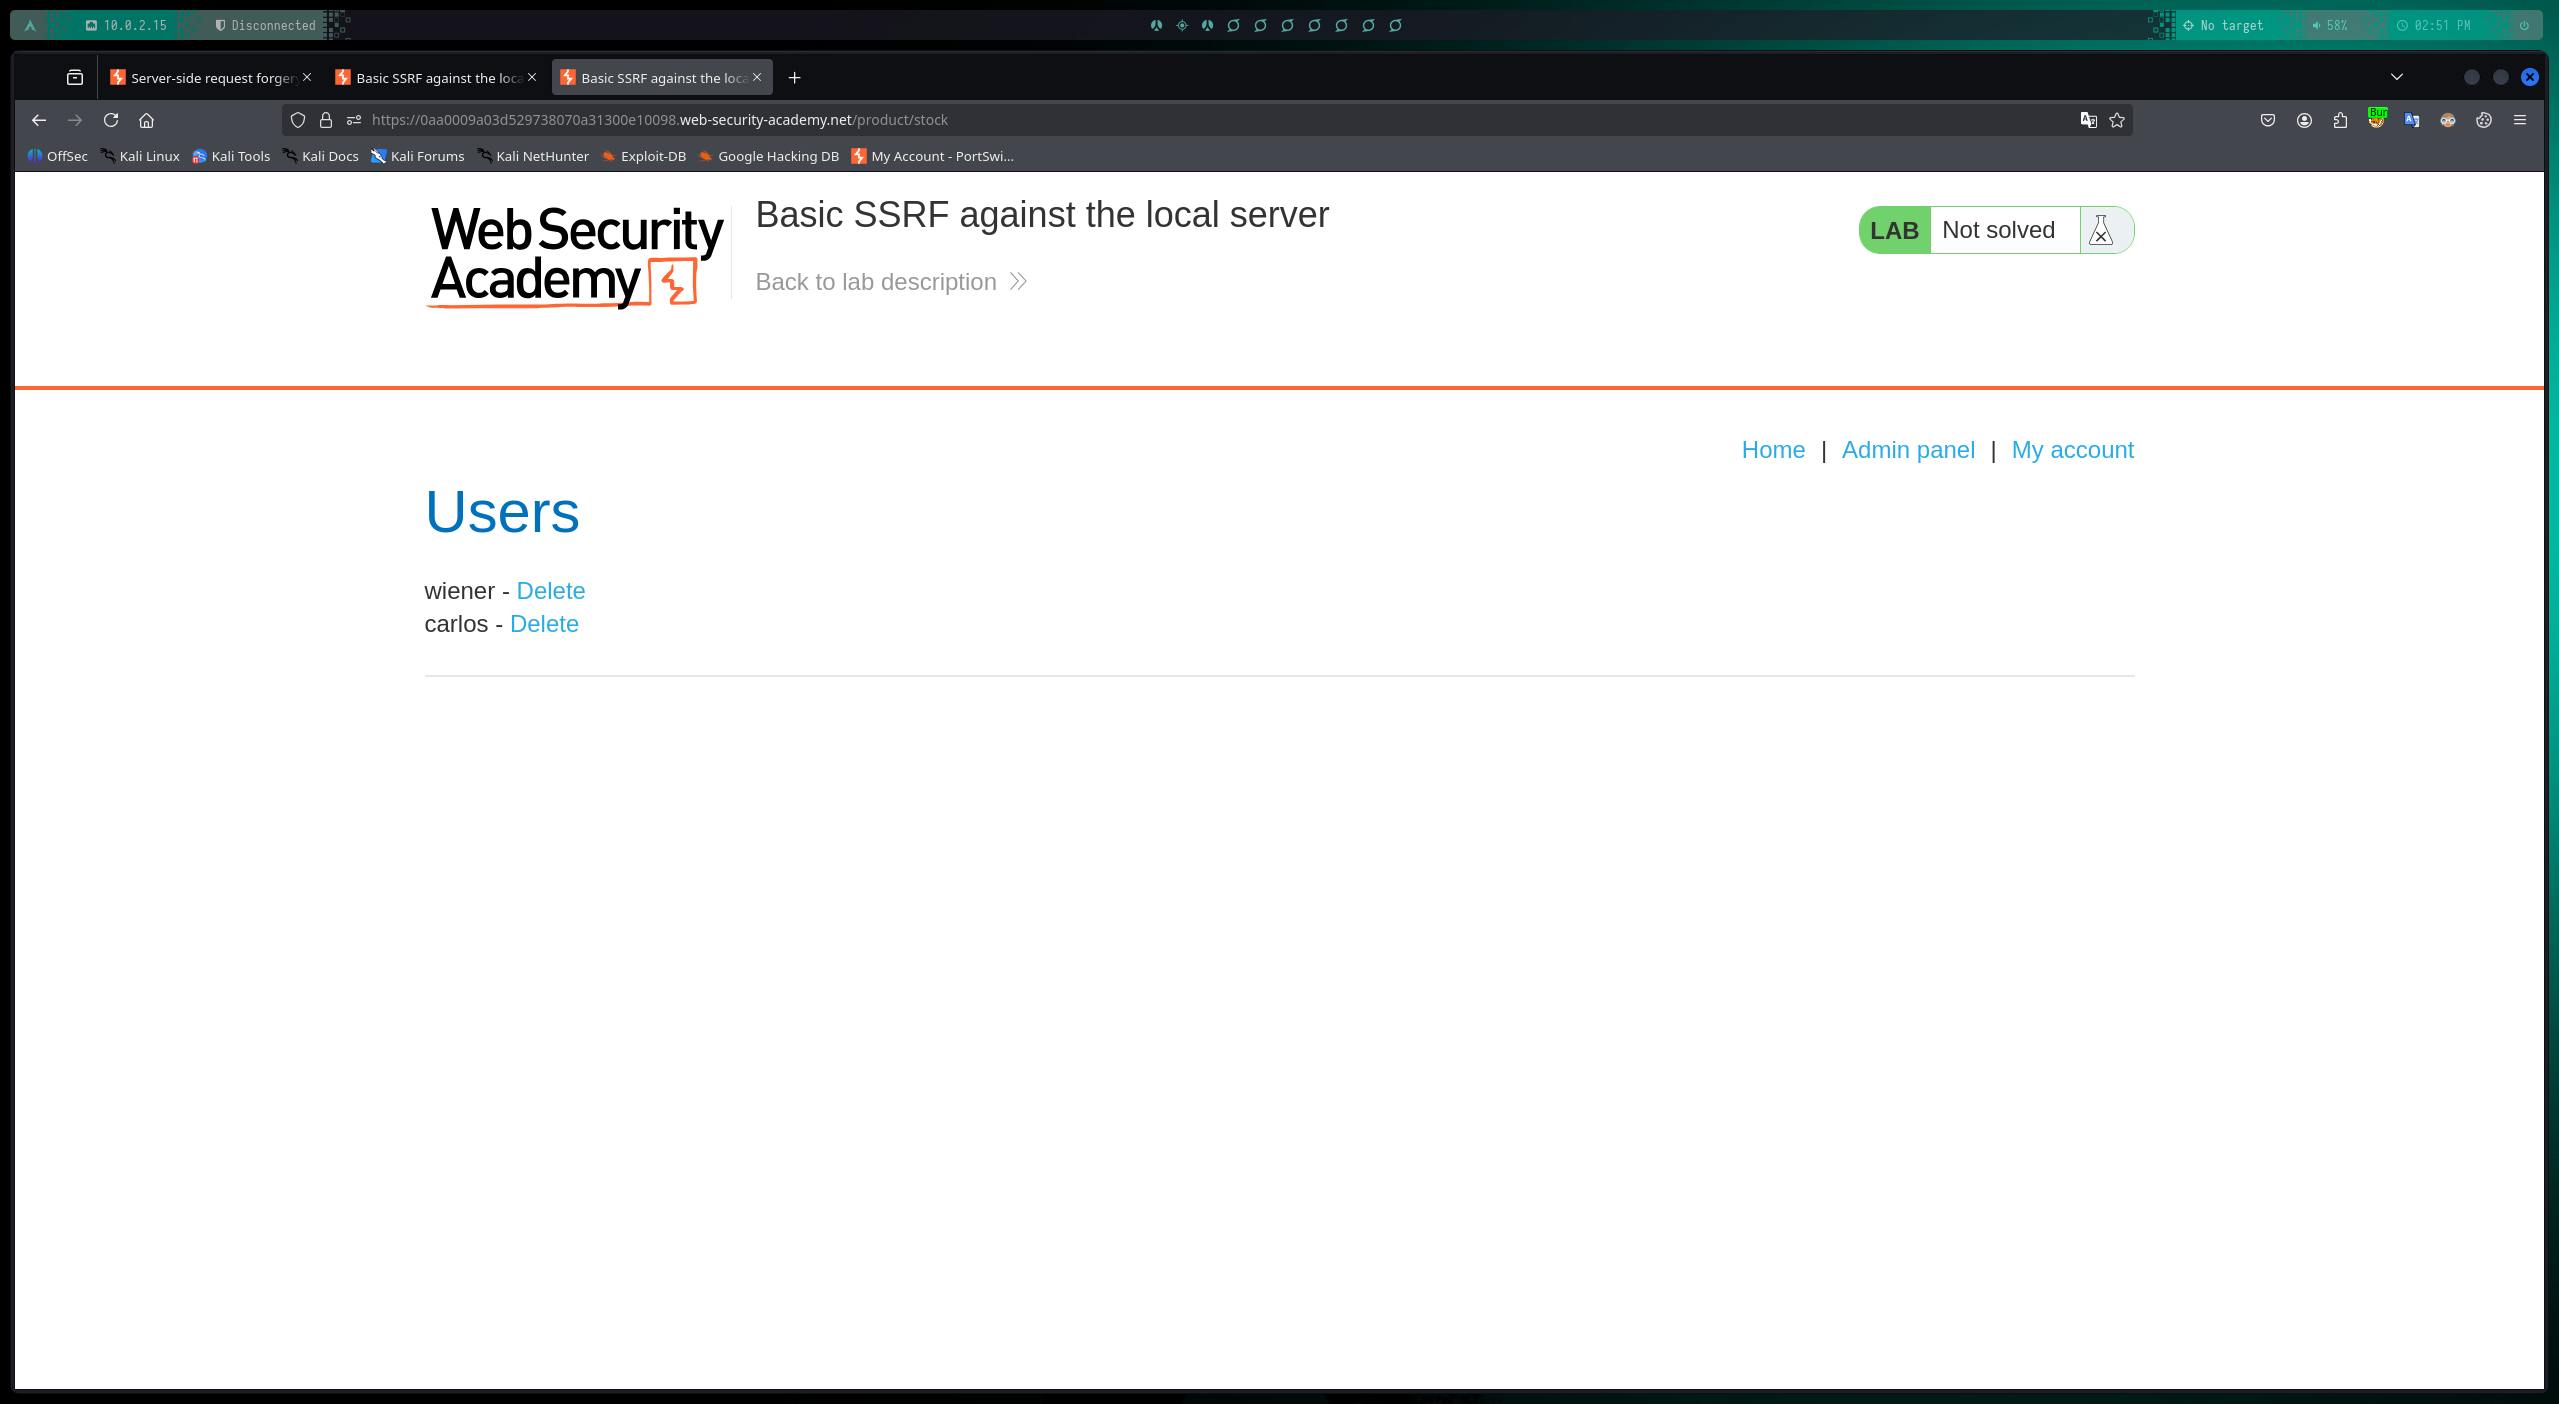 10.0.2.15 Disconnected No target 58% 02:51 PM
Server-side request forger Basic SSRF against the loca Basic SSRF against the loca
https://0aa0009a03d529738070a31300e10098.web-security-academy.net/product/stock Bur
OffSec Kali Linux Kali Tools Kali Docs Kali Forums Kali NetHunter Exploit-DB Google Hacking DB My Account - PortSwi...
Web Security
Academy
Basic SSRF against the local server
Back to lab description
LAB Not solved
Home | Admin panel | My account
Users
wiener - Delete
carlos - Delete